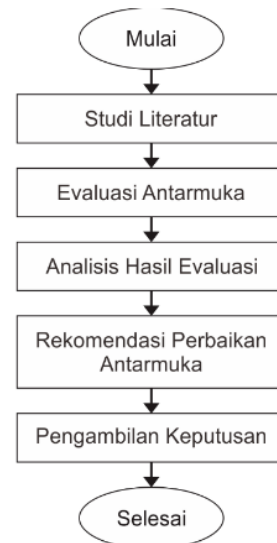 Mulai
Studi Literatur
Evaluasi Antarmuka
Analisis Hasil Evaluasi
Rekomendasi Perbaikan
Antarmuka
Pengambilan Keputusan
Selesai